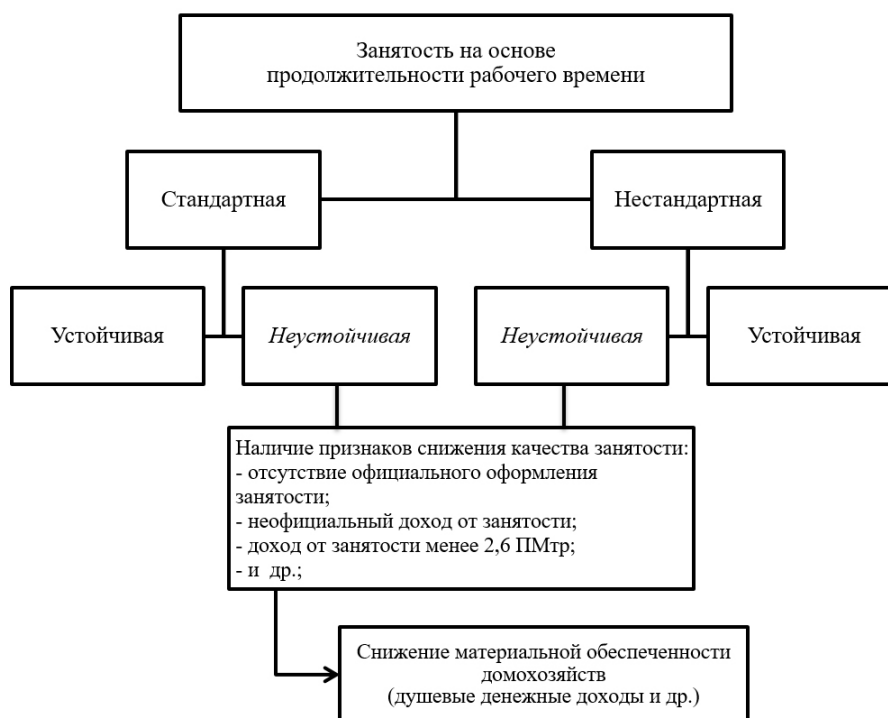 Занятость на основе
продолжительности рабочего времени
Стандартная
Нестандартная
Устойчивая
Неустойчивая
Неустойчивая
Устойчивая
Наличие признаков снижения качества занятости:
- отсутствие официального оформления
занятости;
- неофициальный доход от занятости;
- доход от занятости менее 2,6 ПМтр;
- и др.;
Снижение материальной обеспеченности
домохозяйств
(душевые денежные доходы и др.)